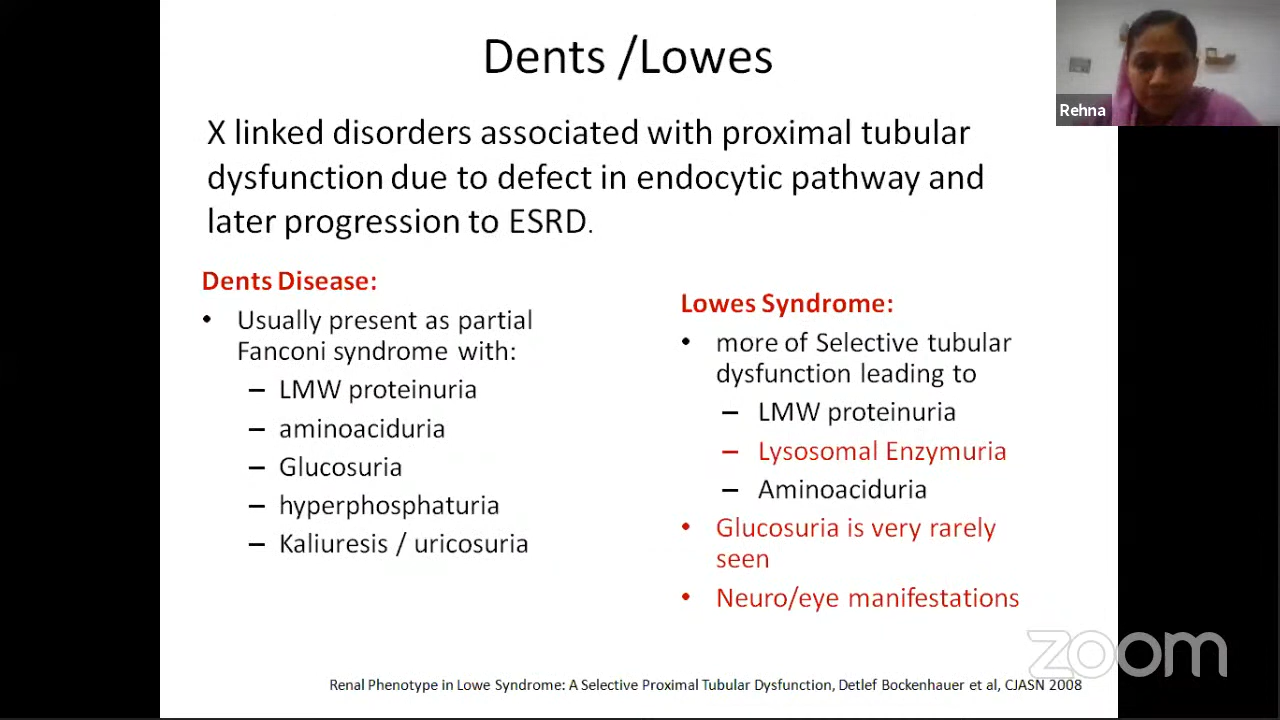 Dents /Lowes
Rehna
X linked disorders associated with proximal tubular
dysfunction due to defect in endocytic pathway and
later progression to ESRD.
Dents Disease:
• Usually present as partial
Fanconi syndrome with:
– LMW proteinuria
– aminoaciduria
– Glucosuria
– hyperphosphaturia
– Kaliuresis / uricosuria
Lowes Syndrome:
• more of Selective tubular
dysfunction leading to
– LMW proteinuria
– Lysosomal Enzymuria
– Aminoaciduria
• Glucosuria is very rarely
seen
• Neuro/eye manifestations
zoom
Renal Phenotype in Lowe Syndrome: A Selective Proximal Tubular Dysfunction, Detlef Bockenhauer et al, CJASN 2008